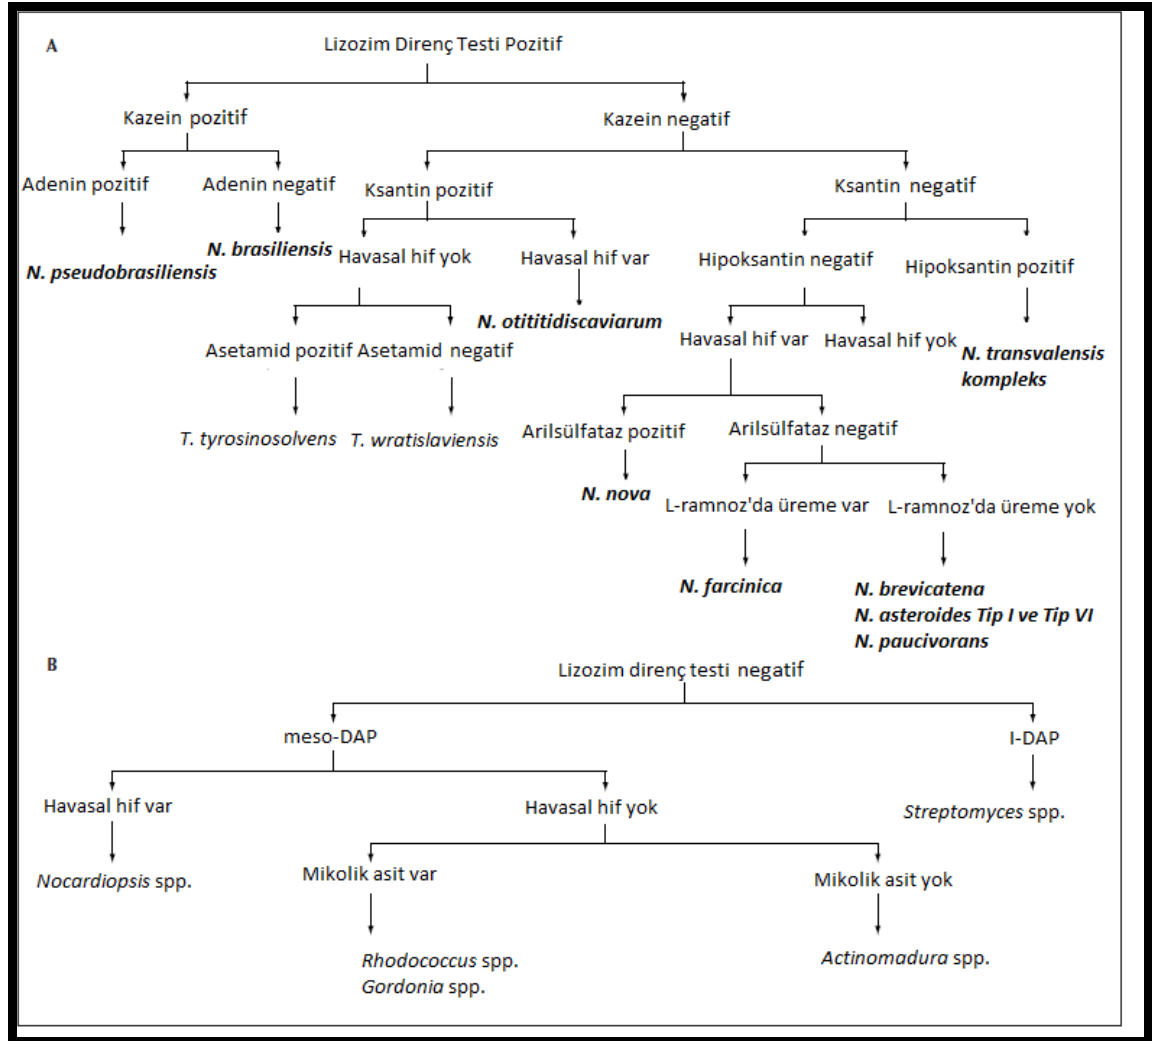 A
Lizozim Direnç Testi Pozitif
Kazein pozitif
Kazein negatif
Adenin pozitif
Adenin negatif
Ksantin pozitif
Ksantin negatif
N. pseudobrasiliensis
N. brasiliensis
Havasal hif yok
Havasal hif var
Hipoksantin negatif
Hipoksantin pozitif
N. otititidiscaviarum
Asetamid pozitif
Asetamid negatif
Havasal hif var
Havasal hif yok
N. transvalensis
kompleks
T. tyrosinosolvens
T. wratislaviensis
Arilsülfataz pozitif
Arilsülfataz negatif
N. nova
L-ramnoz'da üreme var
L-ramnoz'da üreme yok
N. farcinica
N. brevicatena
N. asteroides Tip I ve Tip VI
N. paucivorans
B
Lizozim direnç testi negatif
meso-DAP
I-DAP
Havasal hif var
Havasal hif yok
Streptomyces spp.
Nocardiopsis spp.
Mikolik asit var
Mikolik asit yok
Rhodococcus spp.
Gordonia spp.
Actinomadura spp.